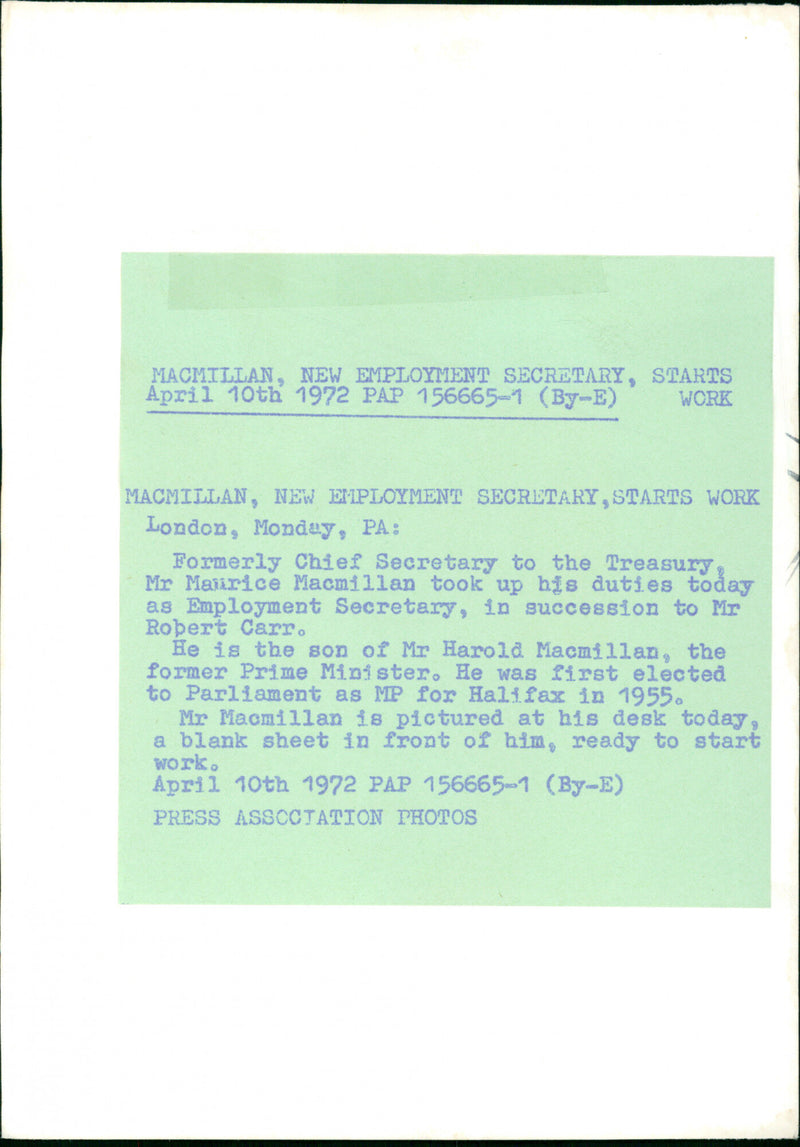 MACMILLAN, NEW EMPLOYMENT SECRETARY, STARTS
April 10th 1972 PAP 156665-1 (By-E) WORK
MACMILLAN, NEW EMPLOYMENT SECRETARY,STARTS WORK
London, Monday, PA:
Formerly Chief Secretary to the Treasury,
Mr Maurice Macmillan took up his duties today
as Employment Secretary, in succession to Mr
Robert Carr.
He is the son of Mr Harold Macmillan, the
former Prime Minister. He was first elected
to Parliament as MP for Halifax in 1955.
Mr Macmillan is pictured at his desk today,
a blank sheet in front of him, ready to start
work.
April 10th 1972 PAP 156665-1 (By-E)
PRESS ASSOCIATION PHOTOS